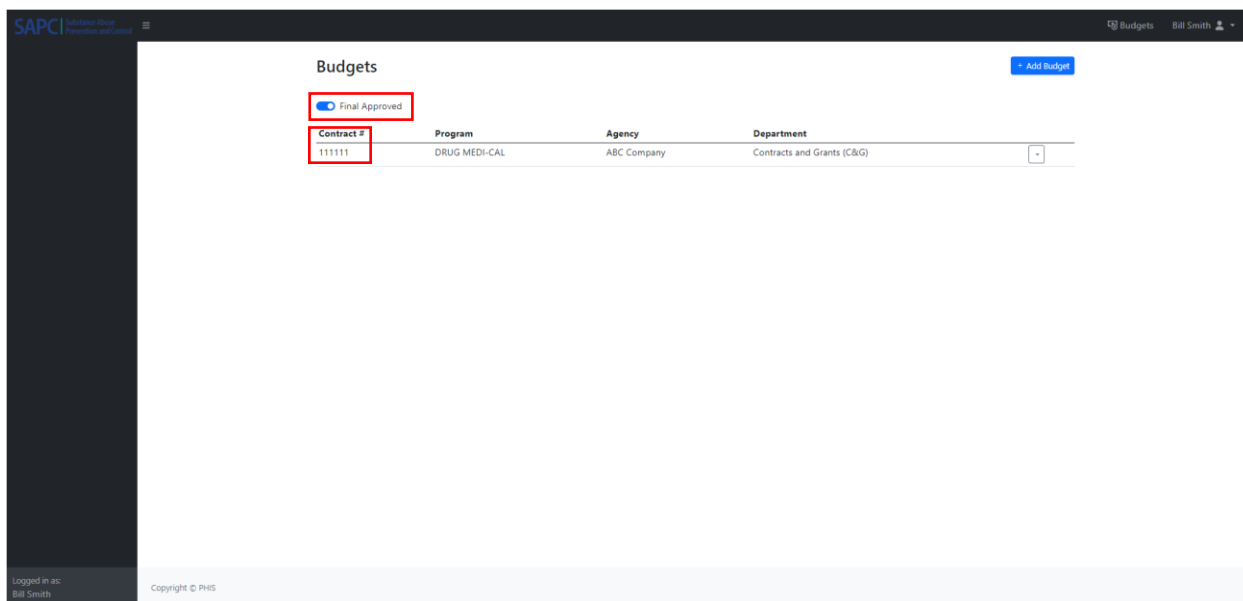 SAPC Substance Abuse
Prevention and Control
Budgets Bill Smith
Budgets
+ Add Budget
Final Approved
Contract # Program Agency Department
111111 DRUG MEDI-CAL ABC Company Contracts and Grants (C&G)
Logged in as:
Bill Smith
Copyright © PHIS